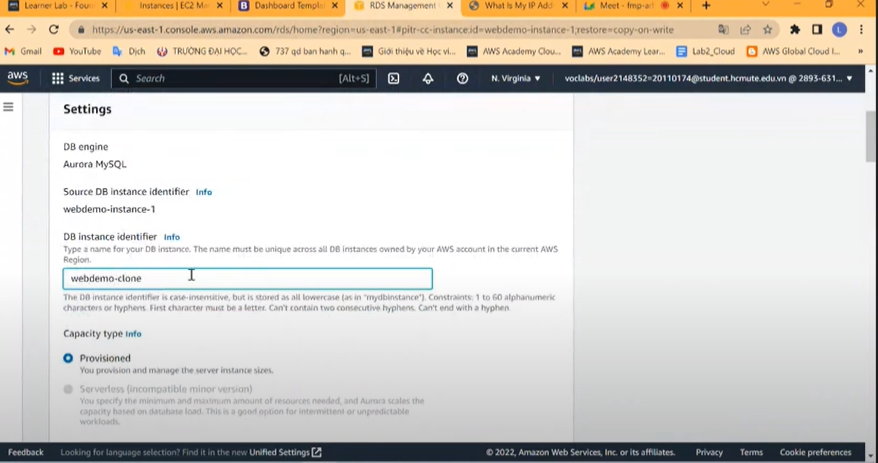 Learner Lab - Foun
Instances | EC2 Ma
Dashboard Templa
RDS Management
What Is My IP Add
Meet - fmp-a
https://us-east-1.console.aws.amazon.com/rds/home?region=us-east-1#pitr-cc-instance:id=webdemo-instance-1;restore=copy-on-write
Gmail
YouTube
Dịch
TRƯỜNG ĐẠI HỌC...
737 qd ban hanh q...
Giới thiệu về Học vi...
AWS Academy Clou...
AWS Academy Lear...
Lab2_Cloud
AWS Global Cloud I...
»
aws
Services
Search
[Alt+S]
N. Virginia ▼
voclabs/user2148352=20110174@student.hcmute.edu.vn @ 2893-631... ▼
Settings
DB engine
Aurora MySQL
Source DB instance identifier Info
webdemo-instance-1
DB instance identifier Info
Type a name for your DB instance. The name must be unique across all DB instances owned by your AWS account in the current AWS
Region.
webdemo-clone
The DB instance identifier is case-insensitive, but is stored as all lowercase (as in "mydbinstance"). Constraints: 1 to 60 alphanumeric
characters or hyphens. First character must be a letter. Can't contain two consecutive hyphens. Can't end with a hyphen.
Capacity type Info
Provisioned
You provision and manage the server instance sizes.
Serverless (incompatible minor version)
You specify the minimum and maximum amount of resources needed, and Aurora scales the
capacity based on database load. This is a good option for intermittent or unpredictable
workloads.
Feedback
Looking for language selection? Find it in the new Unified Settings
© 2022, Amazon Web Services, Inc. or its affiliates.
Privacy
Terms
Cookie preferences